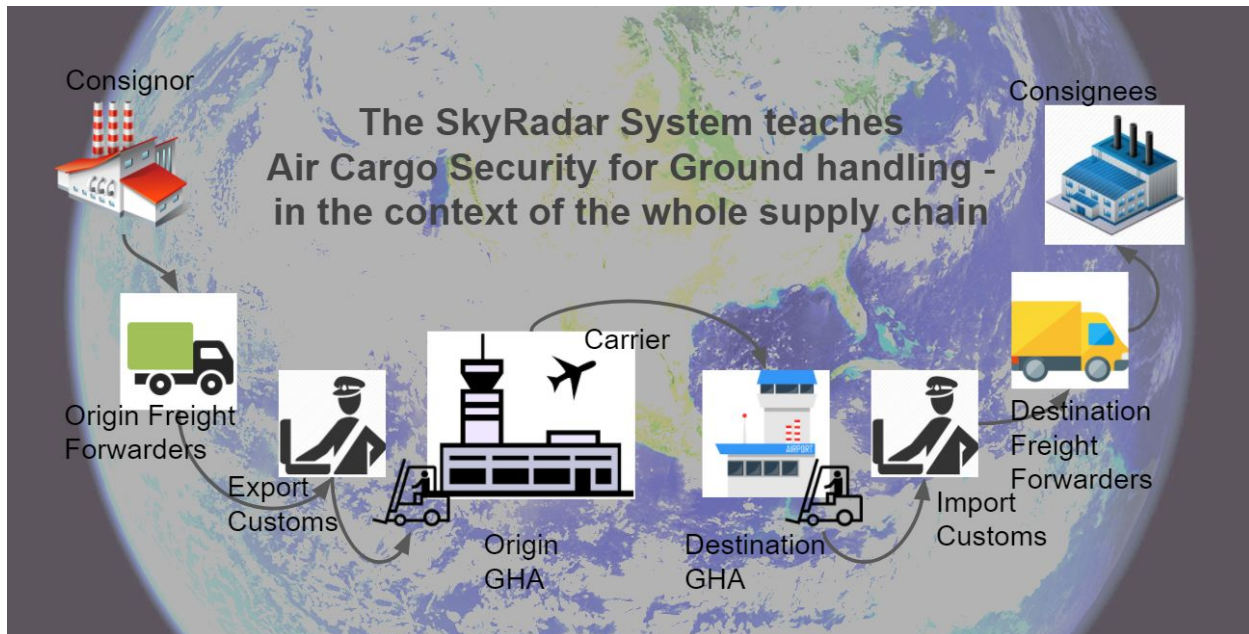 Consignor
Consignees
The SkyRadar System teaches
Air Cargo Security for Ground handling -
in the context of the whole supply chain
Carrier
Origin Freight
Forwarders
Export
Customs
Origin
GHA
AIRPORT
Destination
GHA
Import
Customs
Destination
Freight
Forwarders